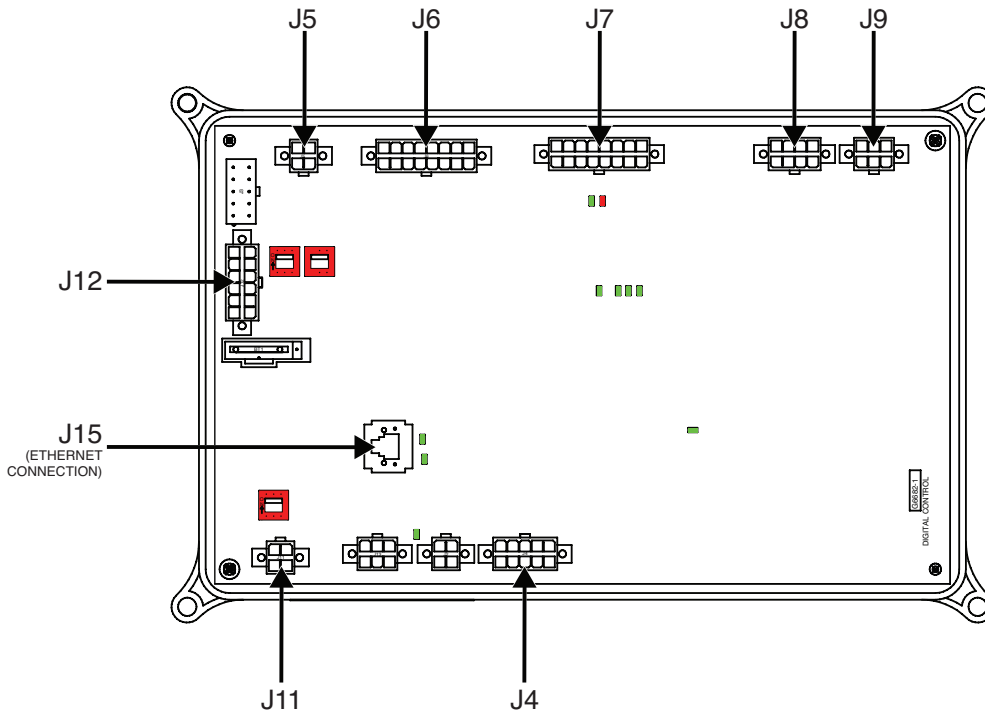 J5
J6
J7
J8
J9
J12
J15
(ETHERNET
CONNECTION)
G6682-1
DIGITAL CONTROL
J11
J4